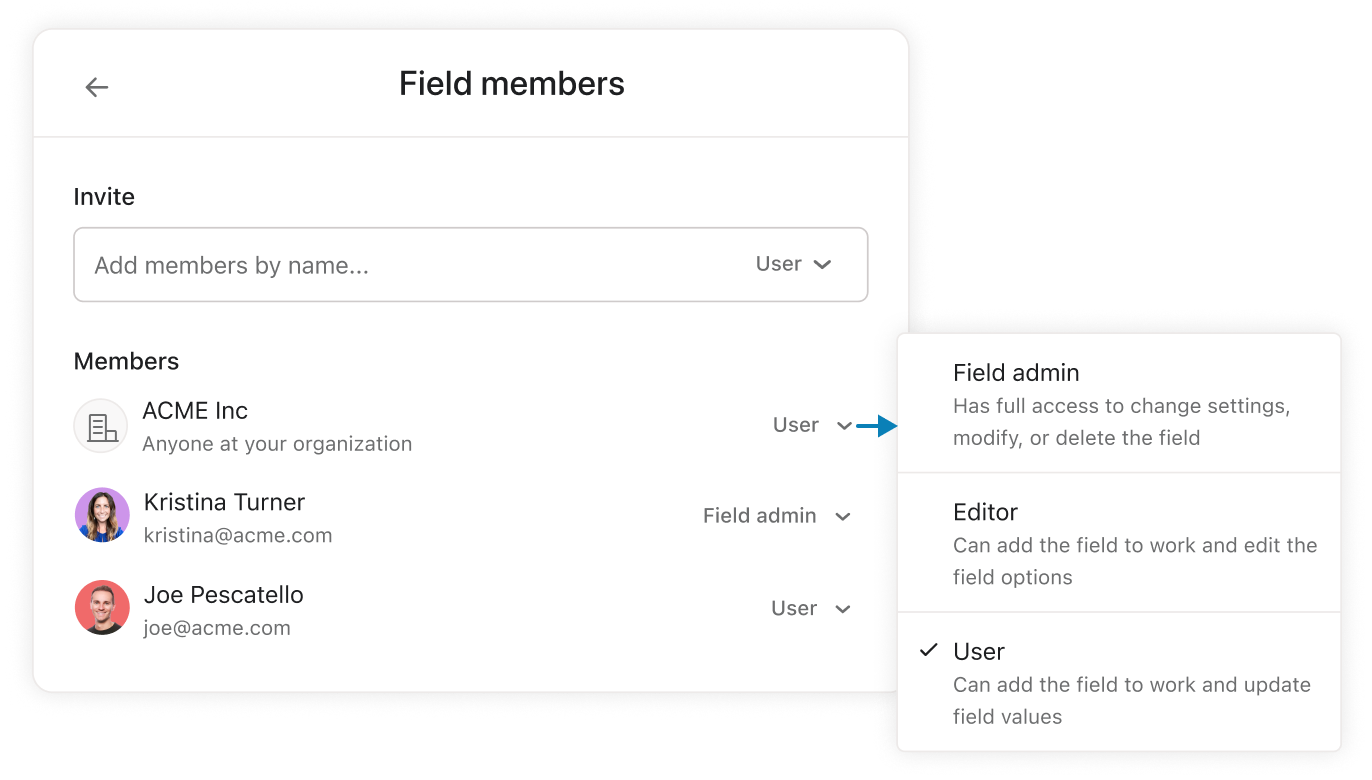 Field members
Invite
Add members by name...
User
Members
ACME Inc
Anyone at your organization
User
Kristina Turner
kristina@acme.com
Field admin
Joe Pescatello
joe@acme.com
User
Field admin
Has full access to change settings,
modify, or delete the field
Editor
Can add the field to work and edit the
field options
User
Can add the field to work and update
field values